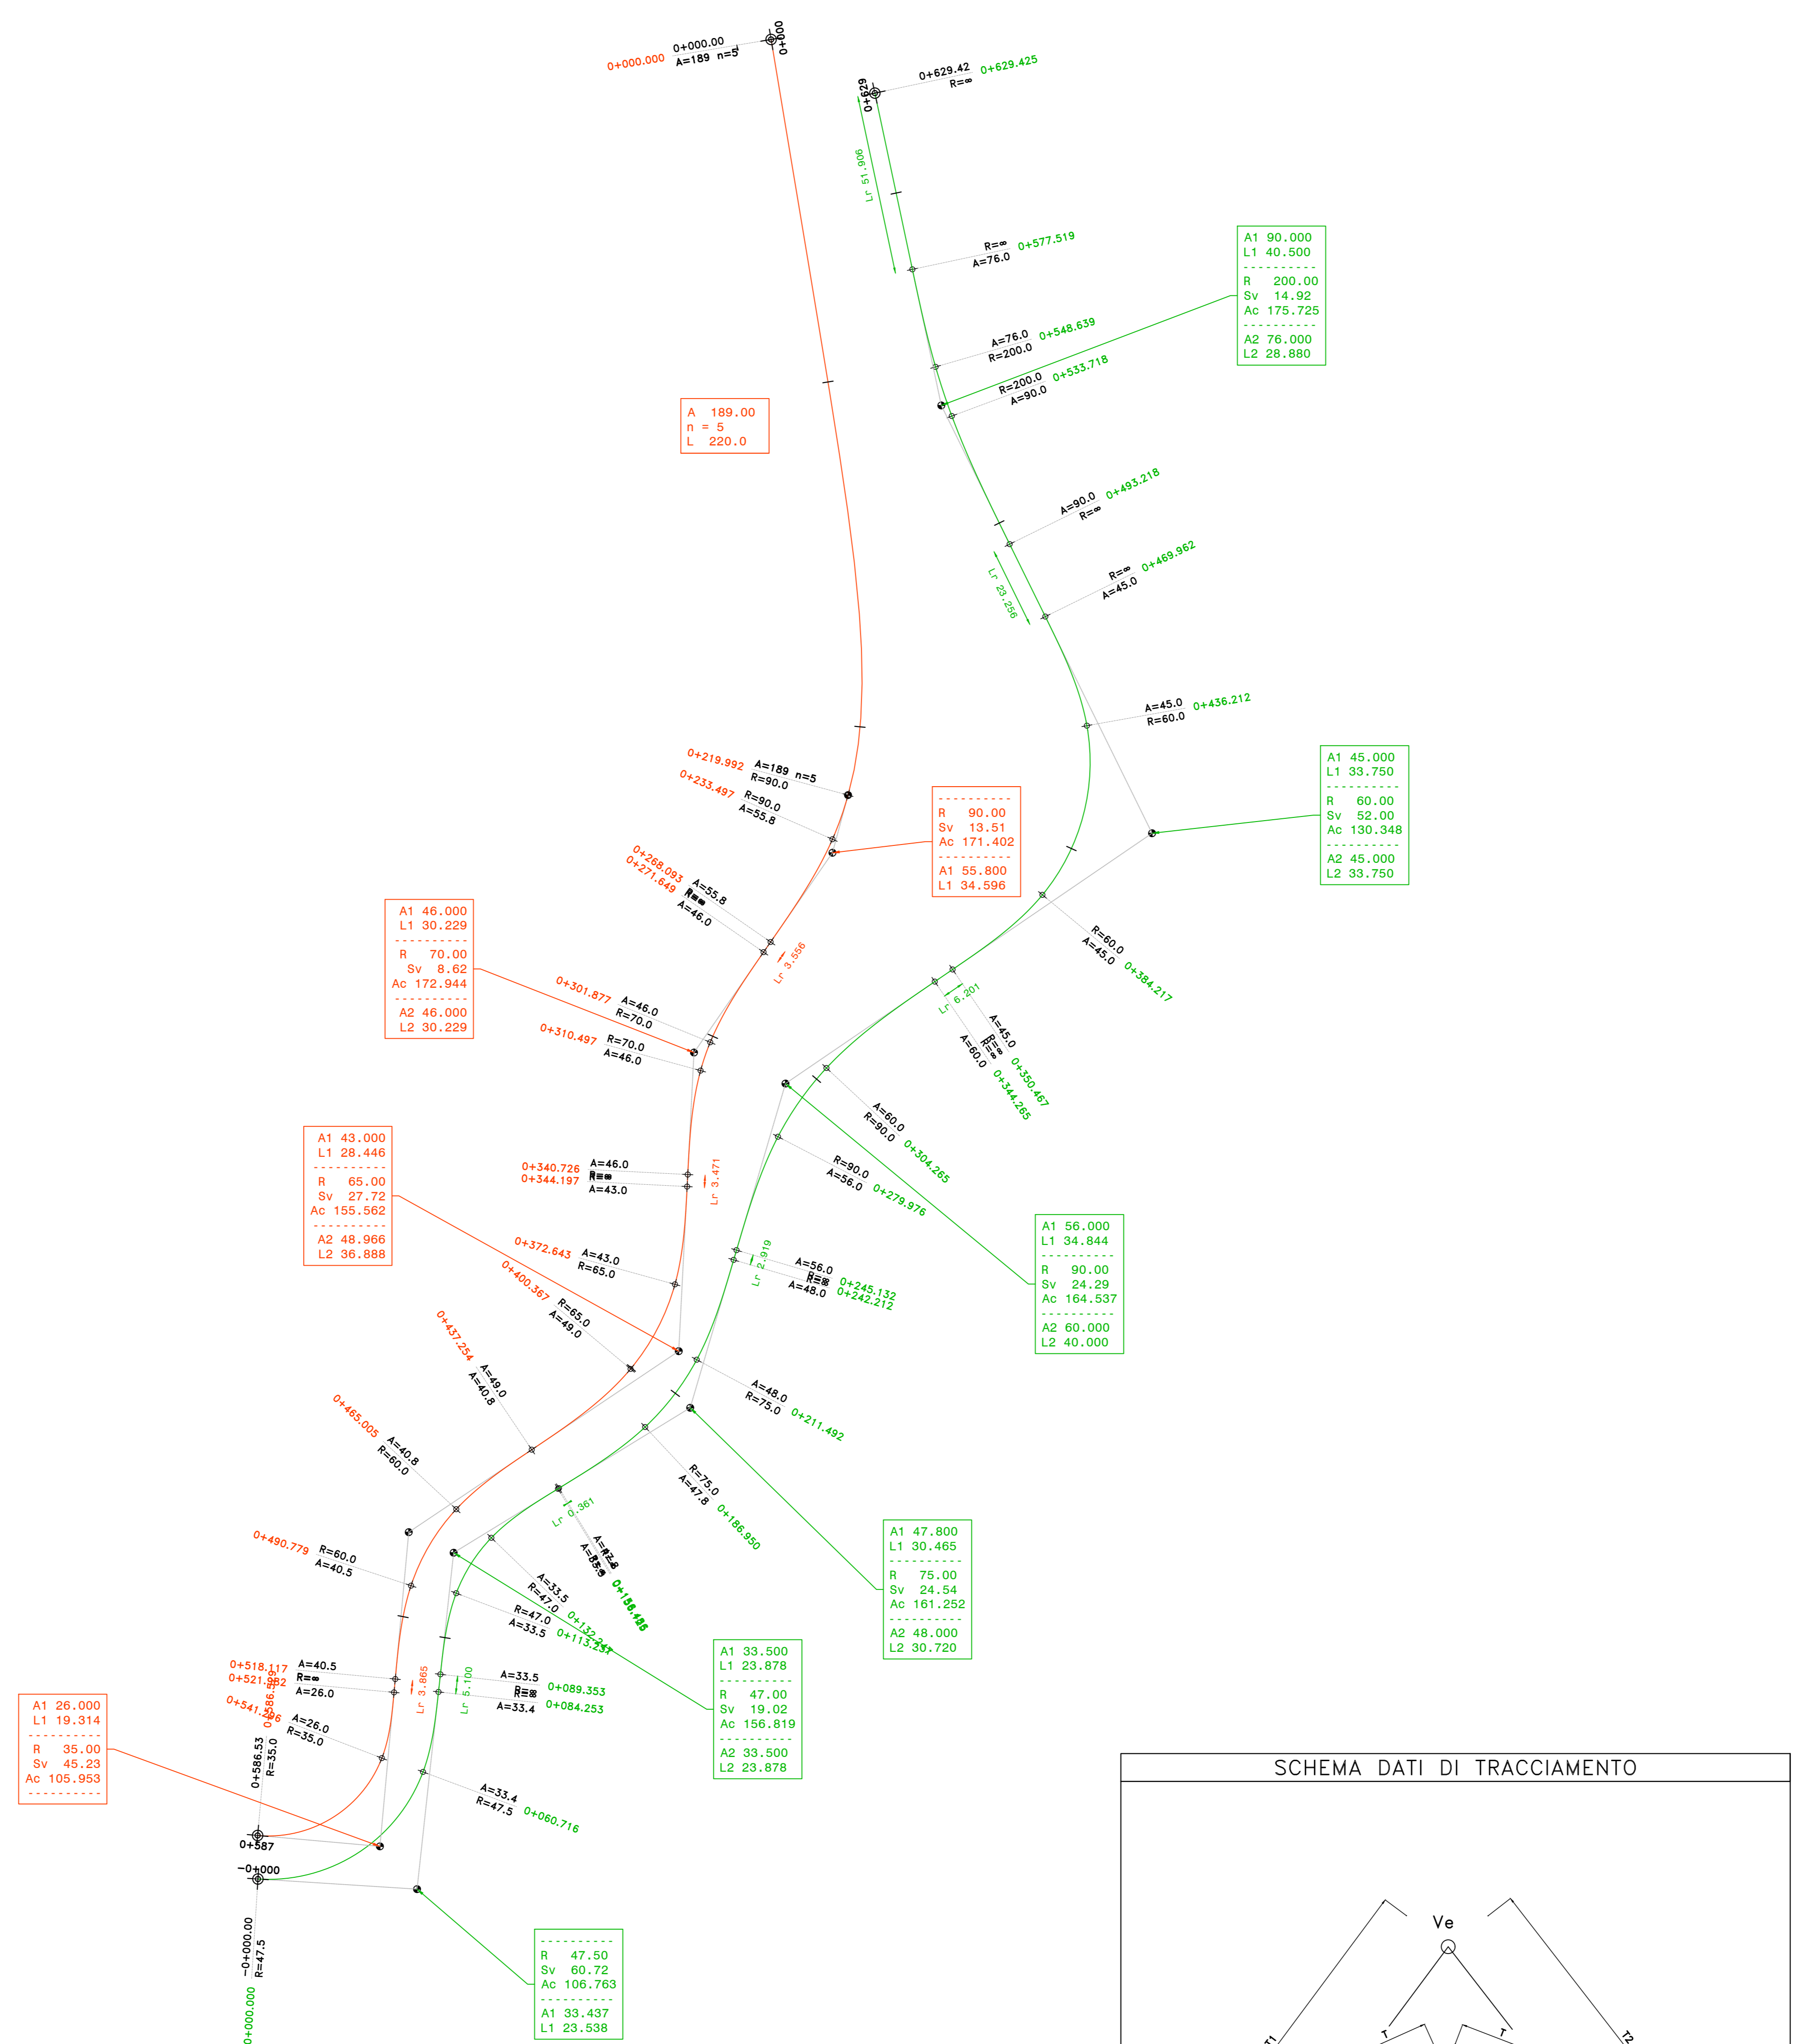 0+000.000
0+000.00
A=189 n=5
0+000
0+629.42
R=∞
0+629.425
0+629
Lr 51.906
R=∞
A=76.0
0+577.519
A=76.0
R=200.0
0+548.639
R=200.0
A=90.0
0+533.718
A1 90.000
L1 40.500
----------
R 200.00
Sv 14.92
Ac 175.725
----------
A2 76.000
L2 28.880
A 189.00
n = 5
L 220.0
A=90.0
R=∞
0+493.218
R=∞
A=45.0
0+469.962
Lr 23.256
A=45.0
R=60.0
0+436.212
0+219.992
A=189 n=5
R=90.0
0+233.497
R=90.0
A=55.8
----------
R 90.00
Sv 13.51
Ac 171.402
----------
A1 55.800
L1 34.596
A1 45.000
L1 33.750
----------
R 60.00
Sv 52.00
Ac 130.348
----------
A2 45.000
L2 33.750
0+268.093
0+271.649
A=55.8
R=∞
A=46.0
Lr 3.556
A1 46.000
L1 30.229
----------
R 70.00
Sv 8.62
Ac 172.944
----------
A2 46.000
L2 30.229
R=60.0
A=45.0
0+384.217
Lr 6.201
A=45.0
R=∞
0+350.467
R=∞
A=60.0
0+344.265
0+301.877
A=46.0
R=70.0
0+310.497
R=70.0
A=46.0
A=60.0
R=90.0
0+304.265
R=90.0
A=56.0
0+279.976
A1 43.000
L1 28.446
----------
R 65.00
Sv 27.72
Ac 155.562
----------
A2 48.966
L2 36.888
0+340.726
A=46.0
R=∞
0+344.197
A=43.0
Lr 3.471
0+372.643
A=43.0
R=65.0
0+400.367
R=65.0
A=49.0
Lr 2.919
A=56.0
R=∞
0+245.132
R=∞
A=48.0
0+242.212
A1 56.000
L1 34.844
----------
R 90.00
Sv 24.29
Ac 164.537
----------
A2 60.000
L2 40.000
0+437.254
A=49.0
A=40.8
A=48.0
R=75.0
0+211.492
0+465.005
A=40.8
R=60.0
R=75.0
A=47.8
0+186.950
Lr 0.361
A1 47.800
L1 30.465
----------
R 75.00
Sv 24.54
Ac 161.252
----------
A2 48.000
L2 30.720
0+490.779
R=60.0
A=40.5
A=33.5
R=47.0
R=47.0
A=33.5
A1 33.500
L1 23.878
----------
R 47.00
Sv 19.02
Ac 156.819
----------
A2 33.500
L2 23.878
0+518.117
A=40.5
R=∞
A=26.0
Lr 3.865
Lr 5.100
A=33.5
R=∞
0+089.353
R=∞
A=33.4
0+084.253
A=26.0
R=35.0
0+586.53
R=35.0
A1 26.000
L1 19.314
----------
R 35.00
Sv 45.23
Ac 105.953
----------
A=33.4
R=47.5
0+060.716
0+587
-0+000
-0+000.00
R=47.5
0+000.000
----------
R 47.50
Sv 60.72
Ac 106.763
----------
A1 33.437
L1 23.538
SCHEMA DATI DI TRACCIAMENTO
Ve
T1
T
T
T2